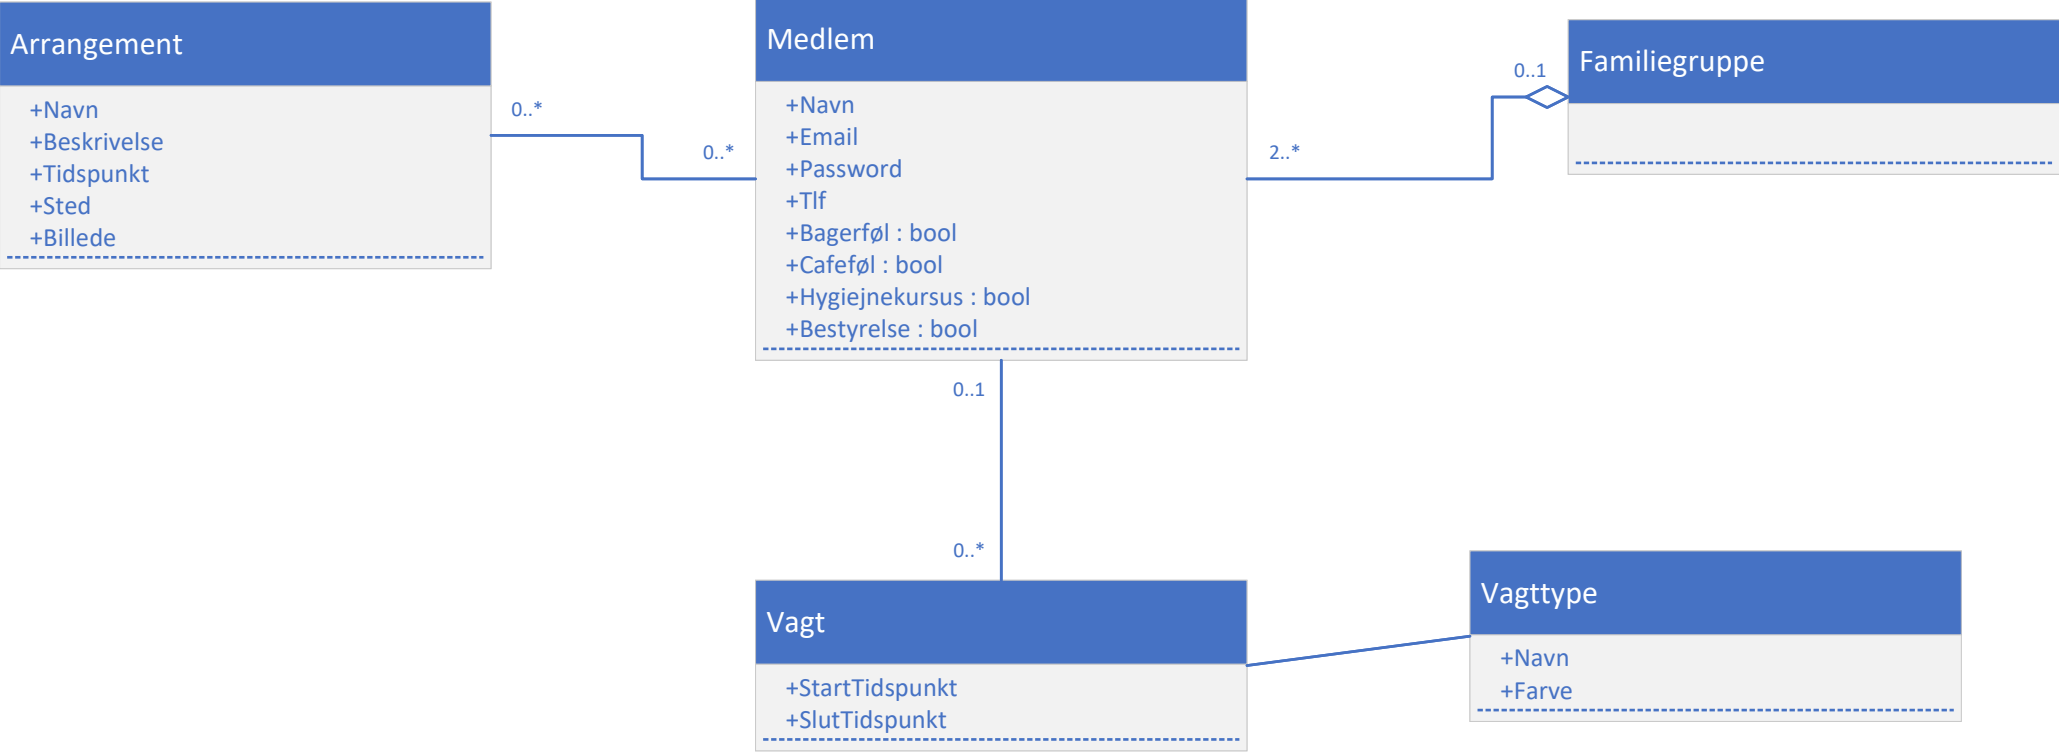 Arrangement
+Navn
+Beskrivelse
+Tidspunkt
+Sted
+Billede
0..*
0..*
Medlem
+Navn
+Email
+Password
+Tlf
+Bagerføl : bool
+Cafeføl : bool
+Hygiejnekursus : bool
+Bestyrelse : bool
2..*
0..1
Familiegruppe
0..1
0..*
Vagt
+StartTidspunkt
+SlutTidspunkt
Vagttype
+Navn
+Farve